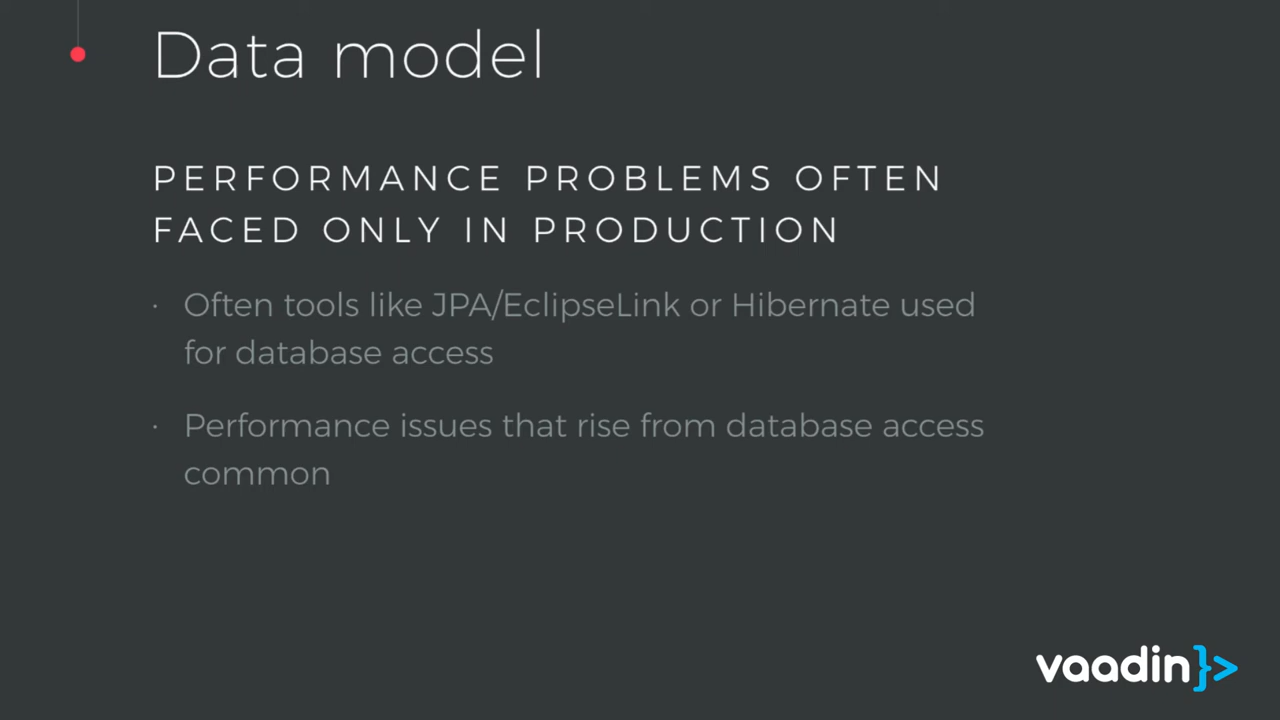 Data model
PERFORMANCE PROBLEMS OFTEN
FACED ONLY IN PRODUCTION
· Often tools like JPA/EclipseLink or Hibernate used
for database access
· Performance issues that rise from database access
common
vaadin}>